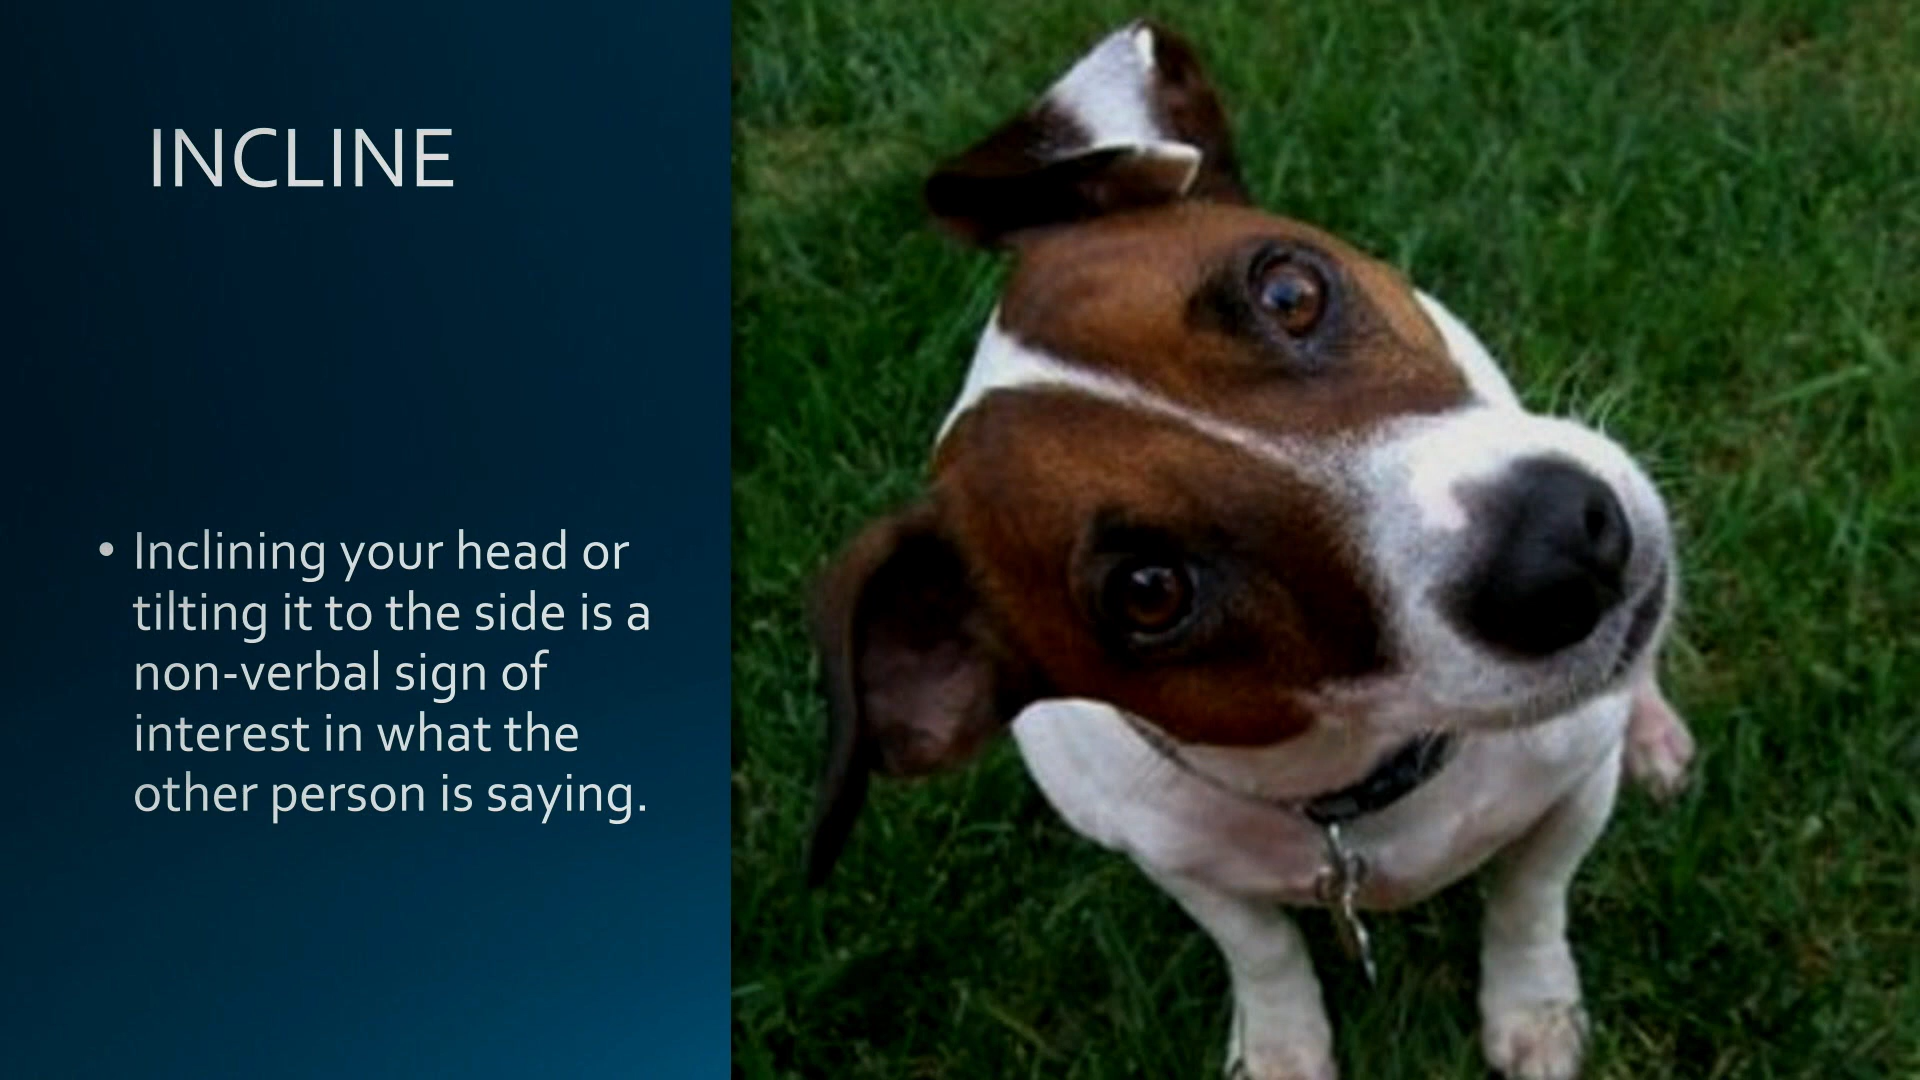 INCLINE
• Inclining your head or
tilting it to the side is a
non-verbal sign of
interest in what the
other person is saying.